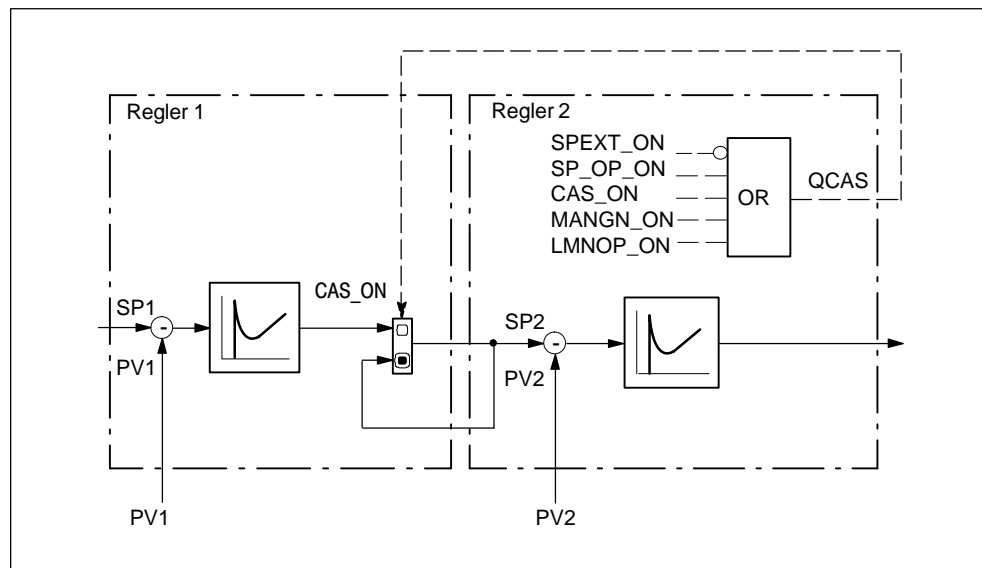 Regler 1
Regler 2
SPEXT_ON
SP_OP_ON
CAS_ON
MANGN_ON
LMNOP_ON
OR
QCAS
CAS_ON
SP1
-
PV1
SP2
-
PV2
PV1
PV2